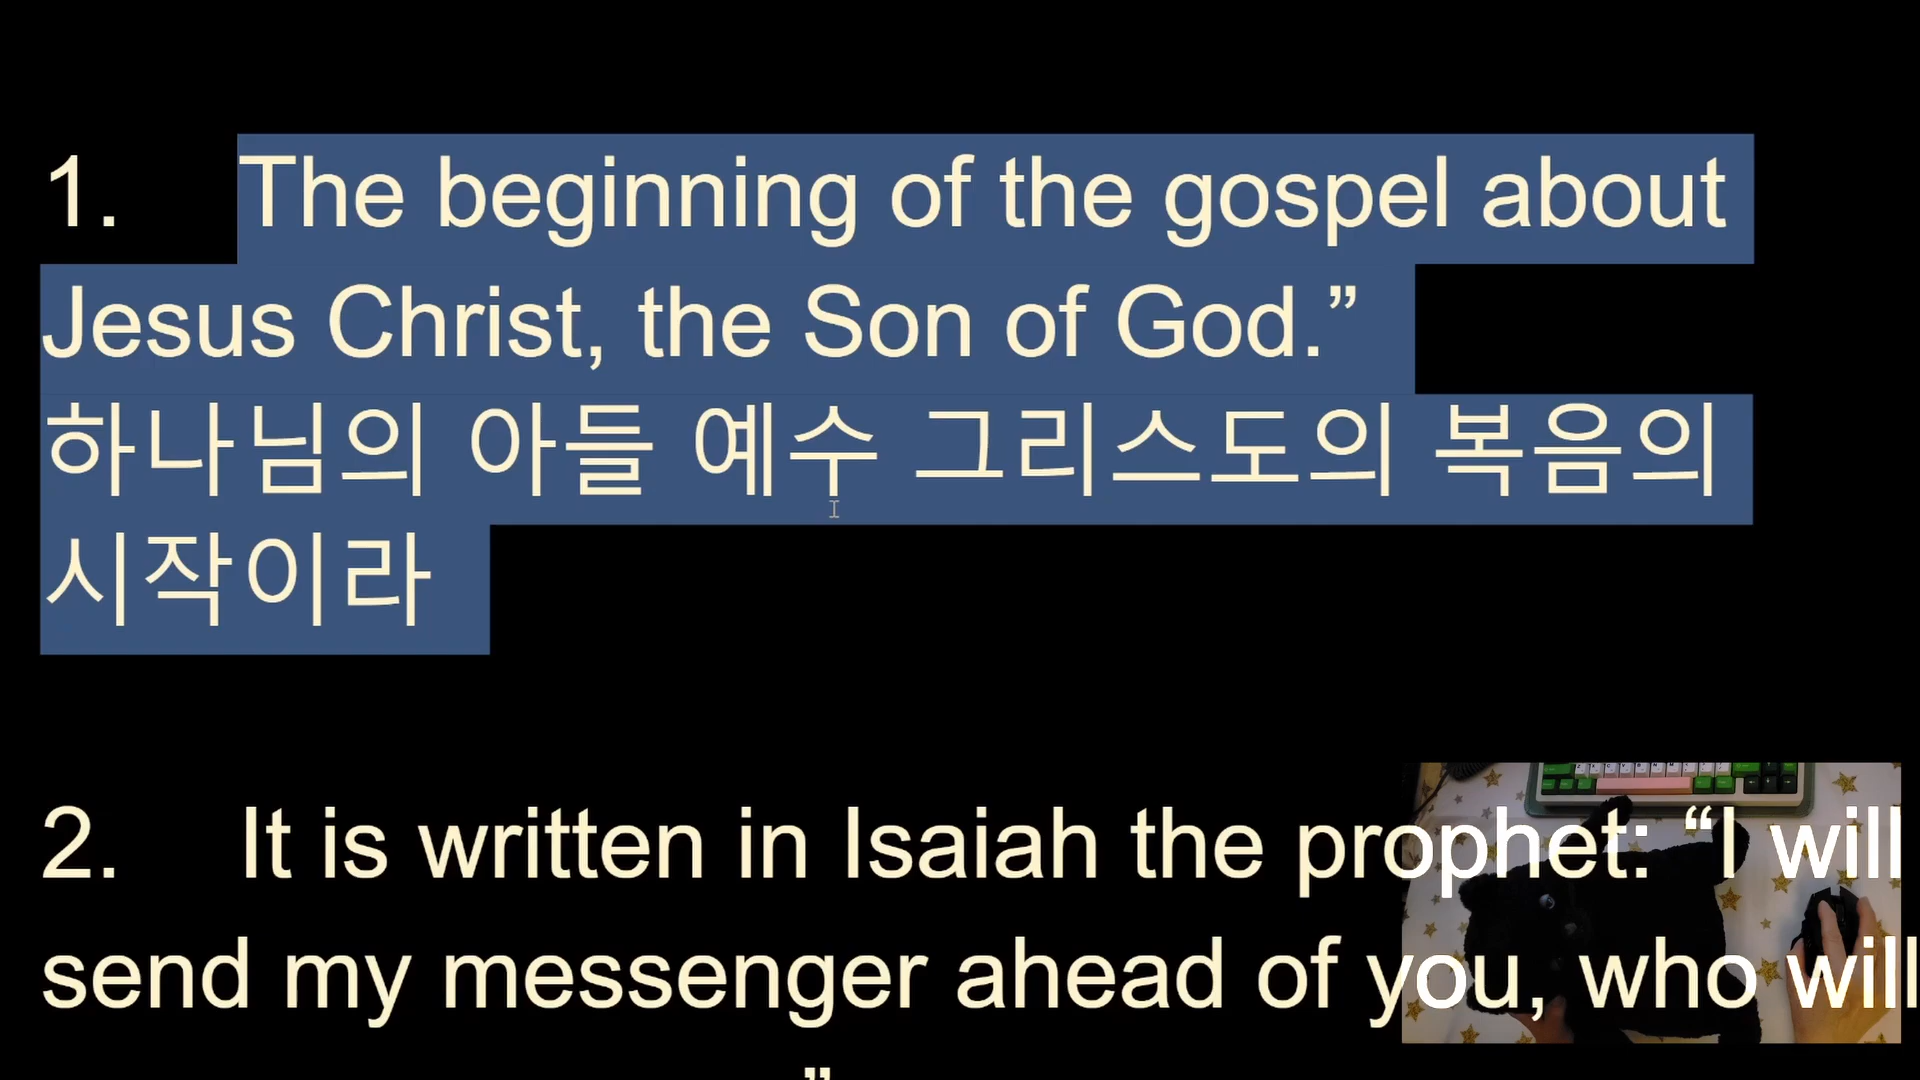 1. The beginning of the gospel about
Jesus Christ, the Son of God.”
하나님의 아들 예수 그리스도의 복음의
시작이라
2. It is written in Isaiah the prophet: “I will
send my messenger ahead of you, who will
”